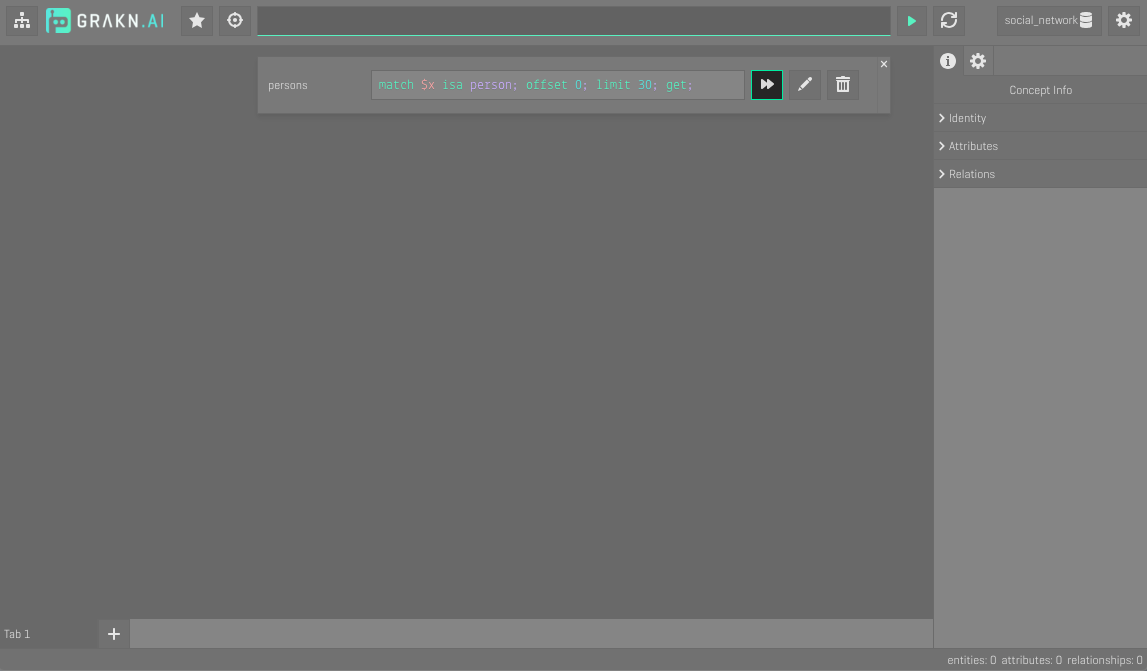 GRAKN.AI
social_network
persons
match $x isa person; offset 0; limit 30; get;
Concept Info
Identity
Attributes
Relations
Tab 1
entities: 0 attributes: 0 relationships: 0